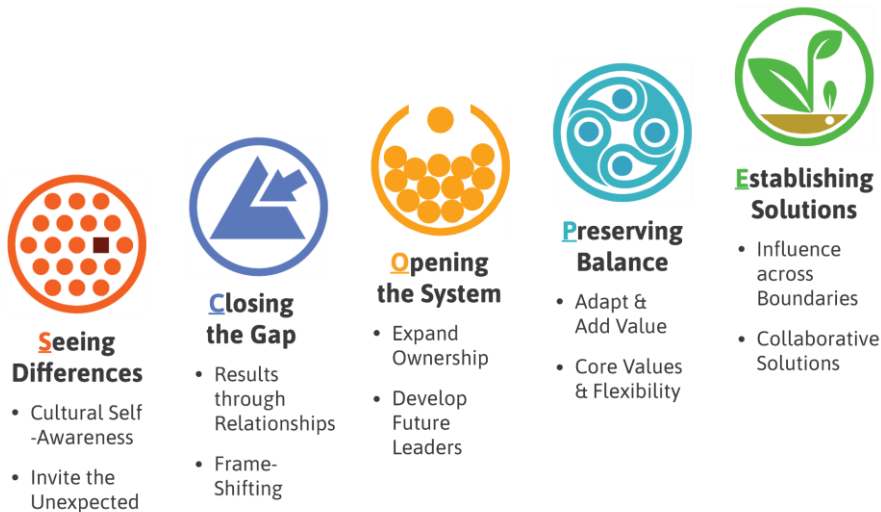 Seeing
Differences
• Cultural Self
-Awareness
• Invite the
Unexpected
Closing
the Gap
• Results
through
Relationships
• Frame-
Shifting
Opening
the System
• Expand
Ownership
• Develop
Future
Leaders
Preserving
Balance
• Adapt &
Add Value
• Core Values
& Flexibility
Establishing
Solutions
• Influence
across
Boundaries
• Collaborative
Solutions